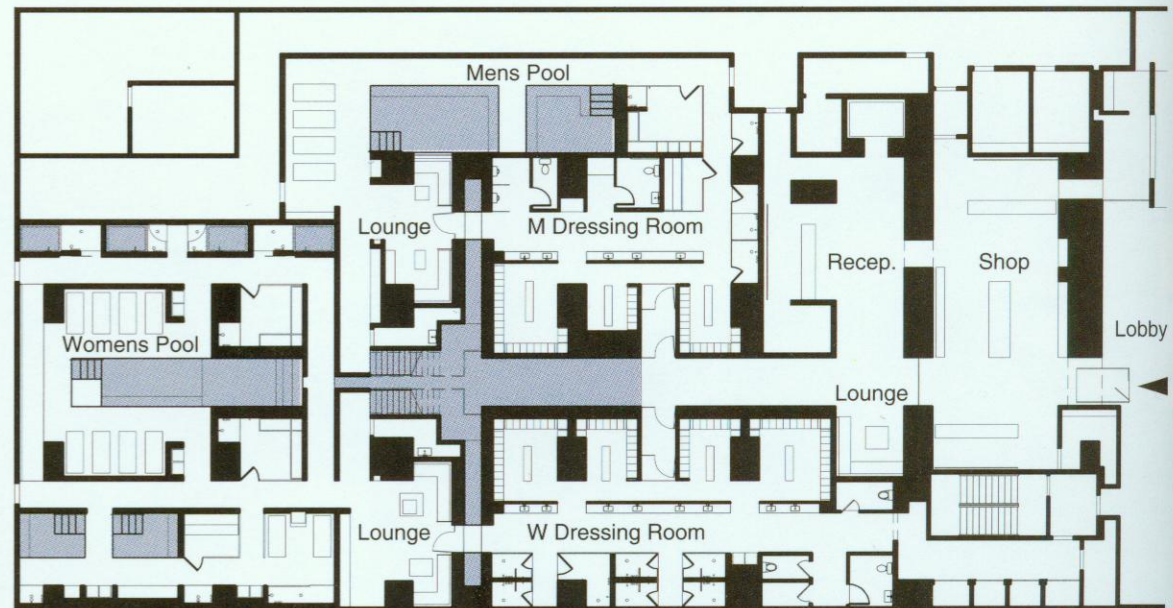 Mens Pool
Lounge
M Dressing Room
Recep.
Shop
Lobby
Womens Pool
Lounge
Lounge
W Dressing Room